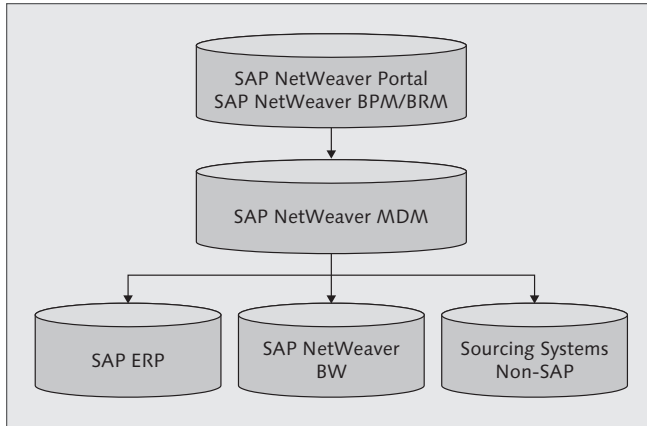 SAP NetWeaver Portal
SAP NetWeaver BPM/BRM
SAP NetWeaver MDM
SAP ERP
SAP NetWeaver
BW
Sourcing Systems
Non-SAP